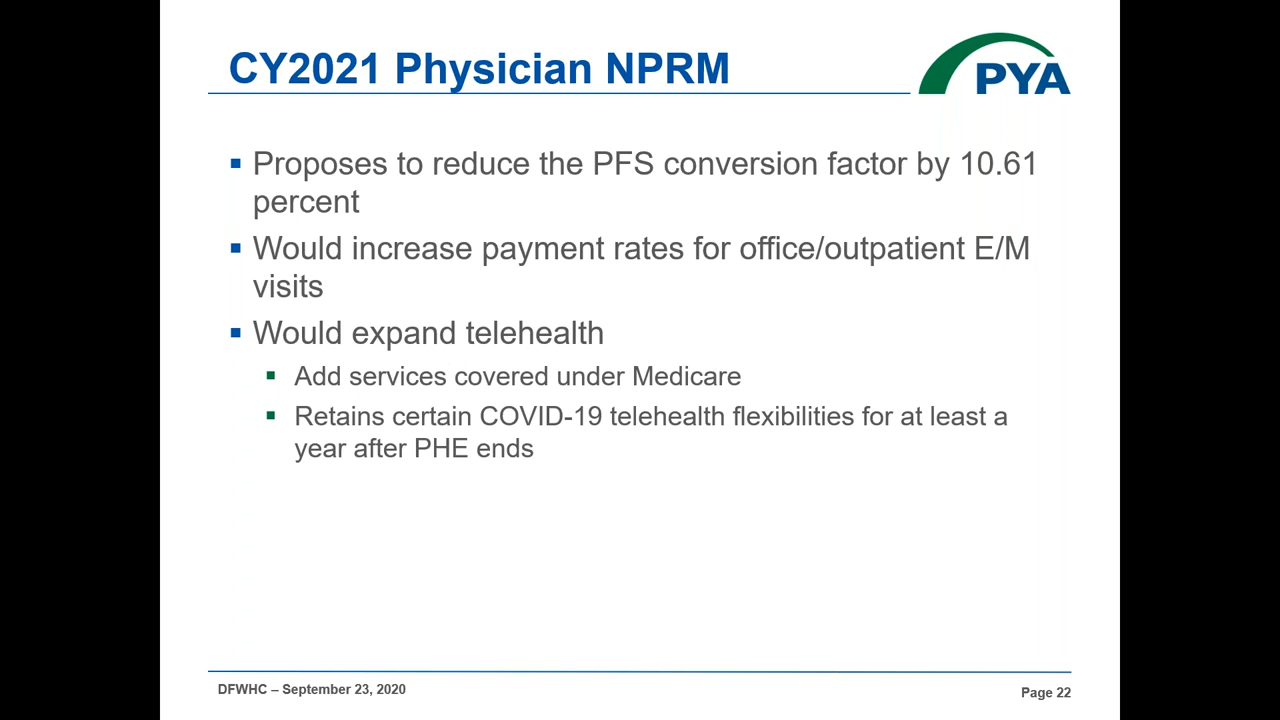 CY2021 Physician NPRM
PYA
▪ Proposes to reduce the PFS conversion factor by 10.61
percent
▪ Would increase payment rates for office/outpatient E/M
visits
▪ Would expand telehealth
▪ Add services covered under Medicare
▪ Retains certain COVID-19 telehealth flexibilities for at least a
year after PHE ends
DFWHC – September 23, 2020
Page 22